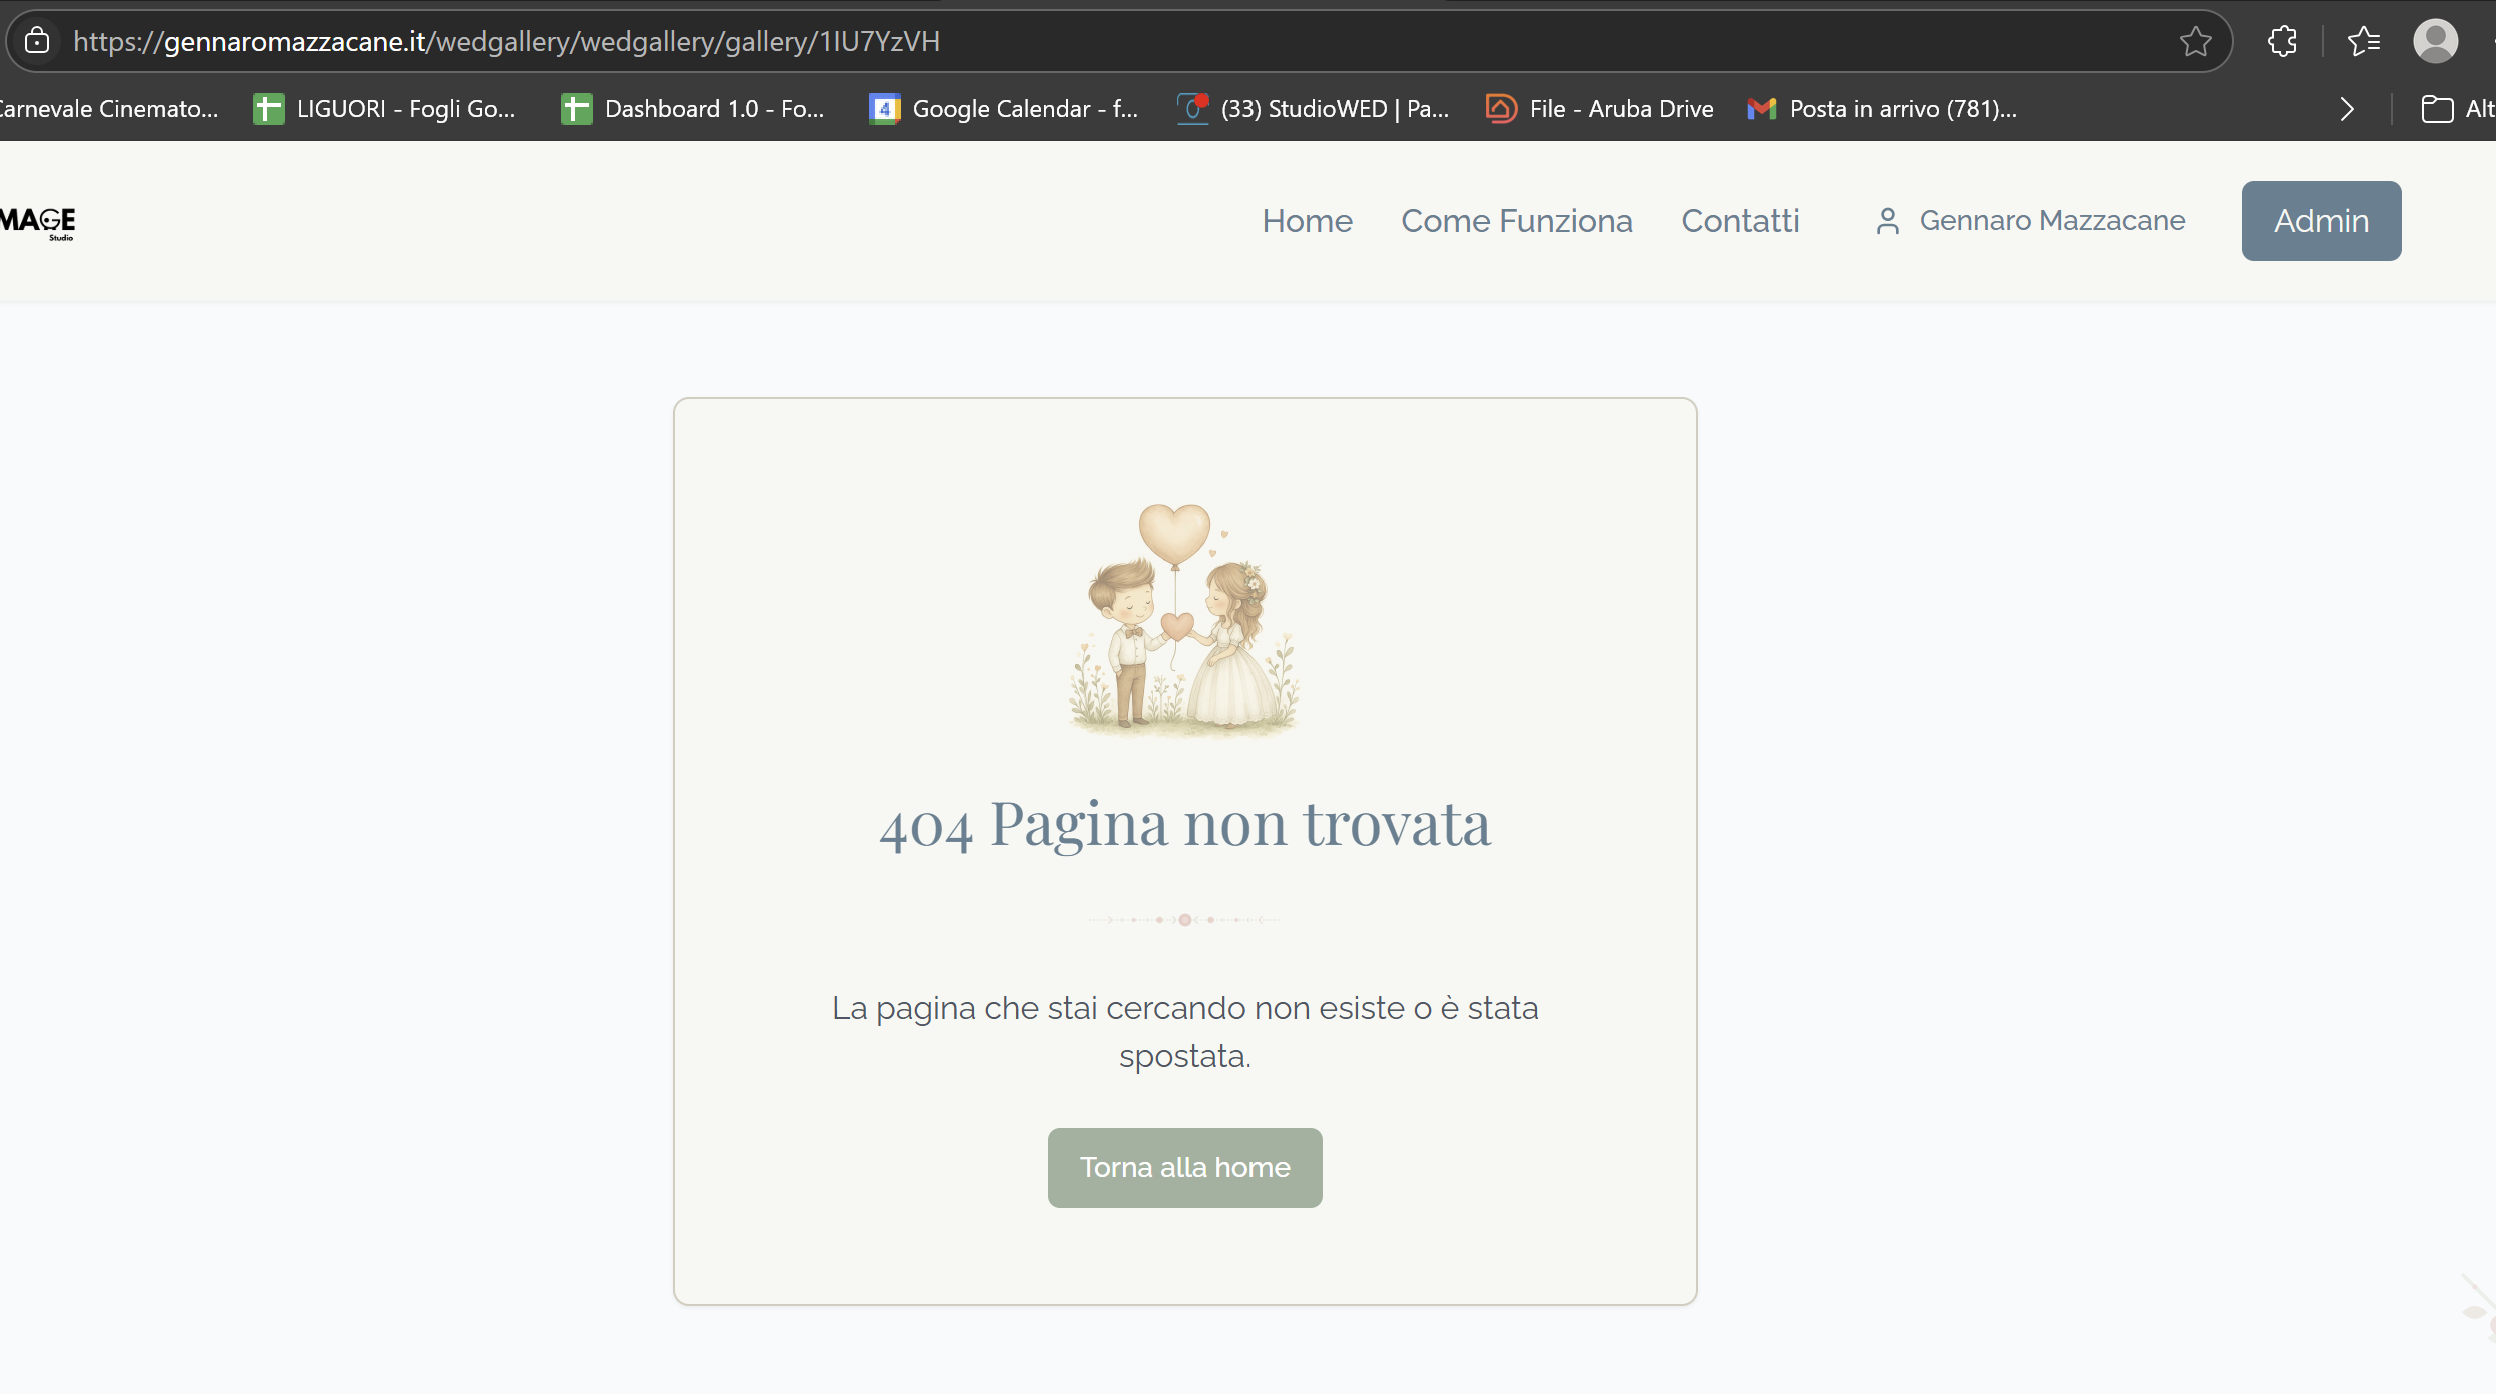 https://gennaromazzacane.it/wedgallery/wedgallery/gallery/1IU7YzVH
Carnevale Cinemato... LIGUORI - Fogli Go... Dashboard 1.0 - Fo... 4 Google Calendar - f... (33) StudioWED | Pa... File - Aruba Drive Posta in arrivo (781)... Alt
MAGE
Studio
Home Come Funziona Contatti Gennaro Mazzacane Admin
404 Pagina non trovata
La pagina che stai cercando non esiste o è stata
spostata.
Torna alla home